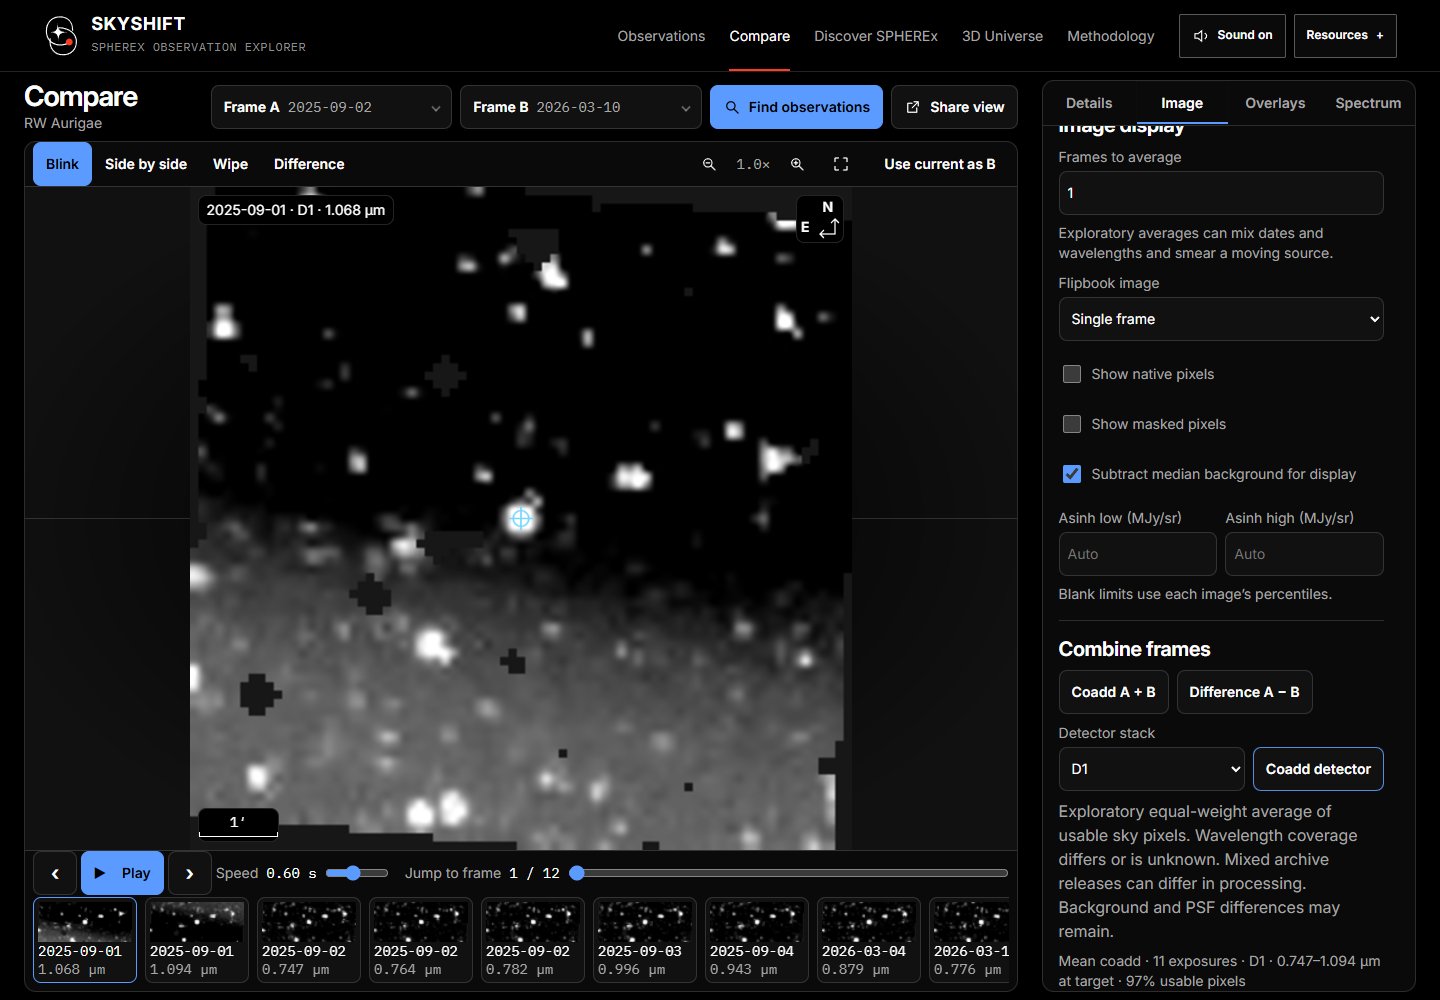 SKYSHIFT
SPHEREX OBSERVATION EXPLORER
Observations
Compare
Discover SPHEREx
3D Universe
Methodology
Sound on
Resources +
Compare
RW Aurigae
Frame A 2025-09-02
Frame B 2026-03-10
Find observations
Share view
Blink
Side by side
Wipe
Difference
1.0×
Use current as B
2025-09-01 · D1 · 1.068 µm
N
E
1′
‹
Play
›
Speed 0.60 s
Jump to frame 1 / 12
2025-09-01
1.068 µm
2025-09-01
1.094 µm
2025-09-02
0.747 µm
2025-09-02
0.764 µm
2025-09-02
0.782 µm
2025-09-03
0.996 µm
2025-09-04
0.943 µm
2026-03-04
0.879 µm
2026-03-1
0.776 µm
Details
Image
Overlays
Spectrum
Image display
Frames to average
1
Exploratory averages can mix dates and
wavelengths and smear a moving source.
Flipbook image
Single frame
Show native pixels
Show masked pixels
Subtract median background for display
Asinh low (MJy/sr)
Asinh high (MJy/sr)
Auto
Auto
Blank limits use each image’s percentiles.
Combine frames
Coadd A + B
Difference A − B
Detector stack
D1
Coadd detector
Exploratory equal-weight average of
usable sky pixels. Wavelength coverage
differs or is unknown. Mixed archive
releases can differ in processing.
Background and PSF differences may
remain.
Mean coadd · 11 exposures · D1 · 0.747–1.094 µm
at target · 97% usable pixels